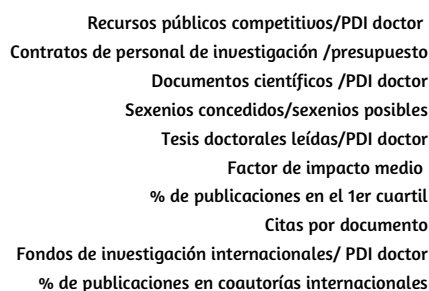 Recursos públicos competitivos/PDI doctor
Contratos de personal de investigación /presupuesto
Documentos científicos /PDI doctor
Sexenios concedidos/sexenios posibles
Tesis doctorales leídas/PDI doctor
Factor de impacto medio
% de publicaciones en el 1er cuartil
Citas por documento
Fondos de investigación internacionales/ PDI doctor
% de publicaciones en coautorías internacionales